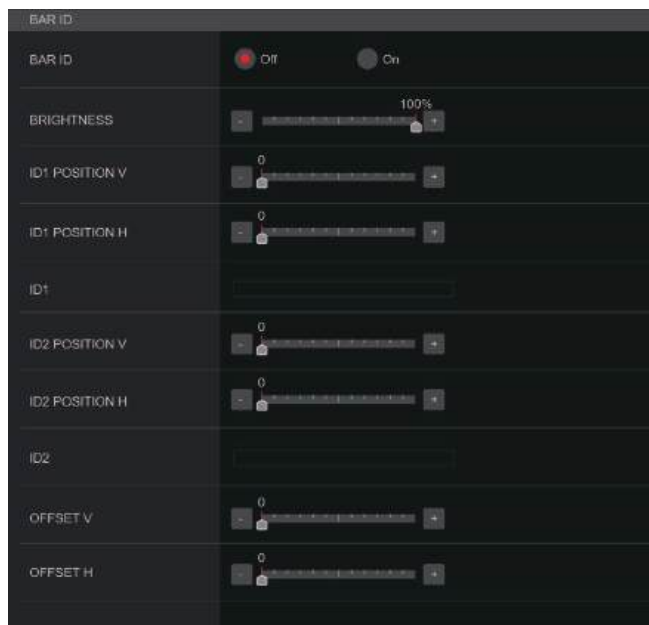 BAR ID
BAR ID Off On
100%
BRIGHTNESS - +
0
ID1 POSITION V - +
0
ID1 POSITION H - +
ID1
0
ID2 POSITION V - +
0
ID2 POSITION H - +
ID2
0
OFFSET V - +
0
OFFSET H - +